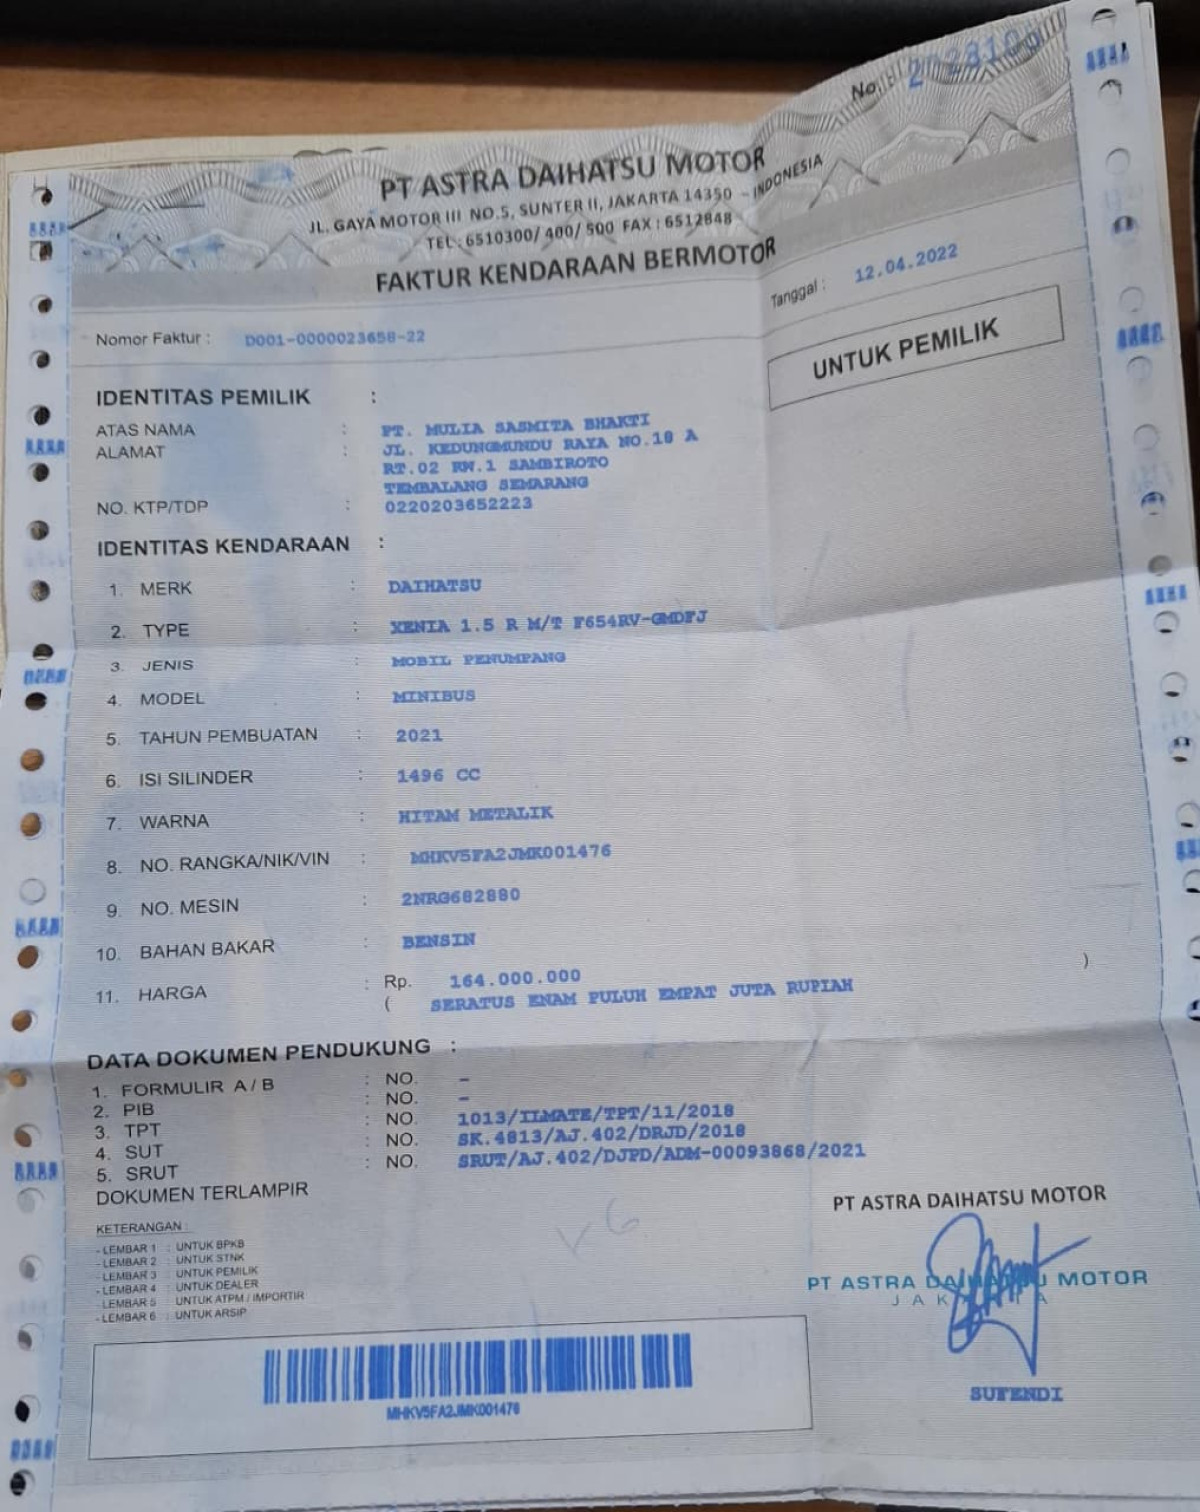 No. :
PT ASTRA DAIHATSU MOTOR
JL. GAYA MOTOR III NO.5, SUNTER II, JAKARTA 14350 - INDONESIA
TEL : 6510300/ 400/ 500 FAX : 6512848
FAKTUR KENDARAAN BERMOTOR
Nomor Faktur : D001-0000023658-22
Tanggal : 12.04.2022
UNTUK PEMILIK
IDENTITAS PEMILIK :
ATAS NAMA : PT. MULIA SASMITA BHAKTI
ALAMAT : JL. KEDUNGMUNDU RAYA NO.18 A
RT.02 RW.1 SAMBIROTO
TEMBALANG SEMARANG
NO. KTP/TDP : 0220203652223
IDENTITAS KENDARAAN :
1. MERK : DAIHATSU
2. TYPE : XENIA 1.5 R M/T F654RV-GMDFJ
3. JENIS : MOBIL PENUMPANG
4. MODEL : MINIBUS
5. TAHUN PEMBUATAN : 2021
6. ISI SILINDER : 1496 CC
7. WARNA : HITAM METALIK
8. NO. RANGKA/NIK/VIN : MHKV5FA2JMK001476
9. NO. MESIN : 2NRG682880
10. BAHAN BAKAR : BENSIN
11. HARGA : Rp. 164.000.000
( SERATUS ENAM PULUH EMPAT JUTA RUPIAH )
DATA DOKUMEN PENDUKUNG :
1. FORMULIR A / B : NO. -
2. PIB : NO. -
3. TPT : NO. 1013/ILMATE/TPT/11/2018
4. SUT : NO. SK.4813/AJ.402/DRJD/2018
5. SRUT : NO. SRUT/AJ.402/DJPD/ADM-00093868/2021
DOKUMEN TERLAMPIR
KETERANGAN :
- LEMBAR 1 : UNTUK BPKB
- LEMBAR 2 : UNTUK STNK
- LEMBAR 3 : UNTUK PEMILIK
- LEMBAR 4 : UNTUK DEALER
- LEMBAR 5 : UNTUK ATPM / IMPORTIR
- LEMBAR 6 : UNTUK ARSIP
V6
PT ASTRA DAIHATSU MOTOR
PT ASTRA DAIHATSU MOTOR
JAKARTA
SUFENDI
MHKV5FA2JMK001476